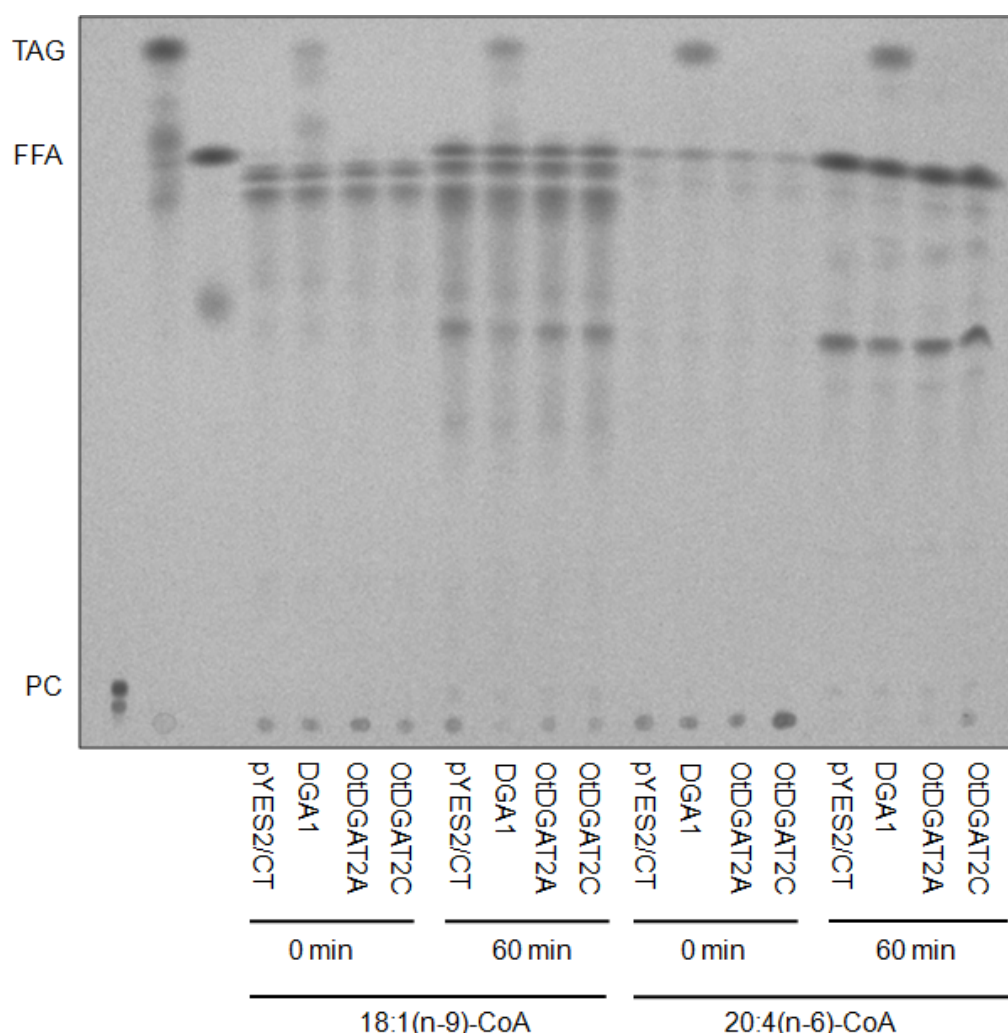 TAG
FFA
PC
pYES2/CT
DGA1
OtDGAT2A
OtDGAT2C
pYES2/CT
DGA1
OtDGAT2A
OtDGAT2C
pYES2/CT
DGA1
OtDGAT2A
OtDGAT2C
pYES2/CT
DGA1
OtDGAT2A
OtDGAT2C
0 min
60 min
0 min
60 min
18:1(n-9)-CoA
20:4(n-6)-CoA